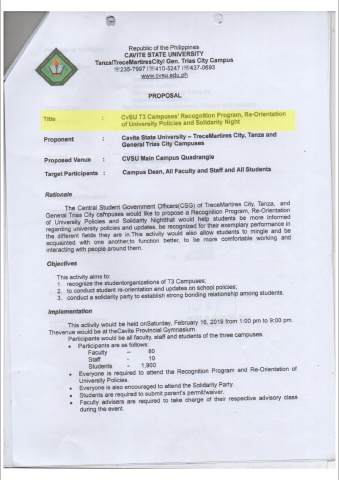 Republic of the Philippines
CAVITE STATE UNIVERSITY
Tanza/TreceMartiresCity/ Gen. Trias City Campus
☏235-7997 ☏410-5247 ☏437-0693
www.cvsu.edu.ph
PROPOSAL
Title : CvSU T3 Campuses' Recognition Program, Re-Orientation
of University Policies and Solidarity Night
Proponent : Cavite State University – TreceMartires City, Tanza and
General Trias City Campuses
Proposed Venue : CVSU Main Campus Quadrangle
Target Participants : Campus Dean, All Faculty and Staff and All Students
Rationale
The Central Student Government Officers(CSG) of TreceMartires City, Tanza, and
General Trias City campuses would like to propose a Recognition Program, Re-Orientation
of University Policies and Solidarity Nightthat would help students be more informed
regarding university policies and updates, be recognized for their exemplary performance in
the different fields they are in.This activity would also allow students to mingle and be
acquainted with one another,to function better, to be more comfortable working and
interacting with people around them.
Objectives
This activity aims to:
1. recognize the studentorganizations of T3 Campuses;
2. to conduct student re-orientation and updates on school policies;
3. conduct a solidarity party to establish strong bonding relationship among students.
Implementation
This activity would be held onSaturday, February 16, 2019 from 1:00 pm to 9:00 pm.
Thevenue would be at theCavite Provincial Gymnasium.
Participants would be all faculty, staff and students of the three campuses.
• Participants are as follows:
Faculty – 80
Staff - 10
Students - 1,900
• Everyone is required to attend the Recognition Program and Re-Orientation of
University Policies.
• Everyone is also encouraged to attend the Solidarity Party.
• Students are required to submit parent's permit/waiver.
• Faculty advisers are required to take charge of their respective advisory class
during the event.